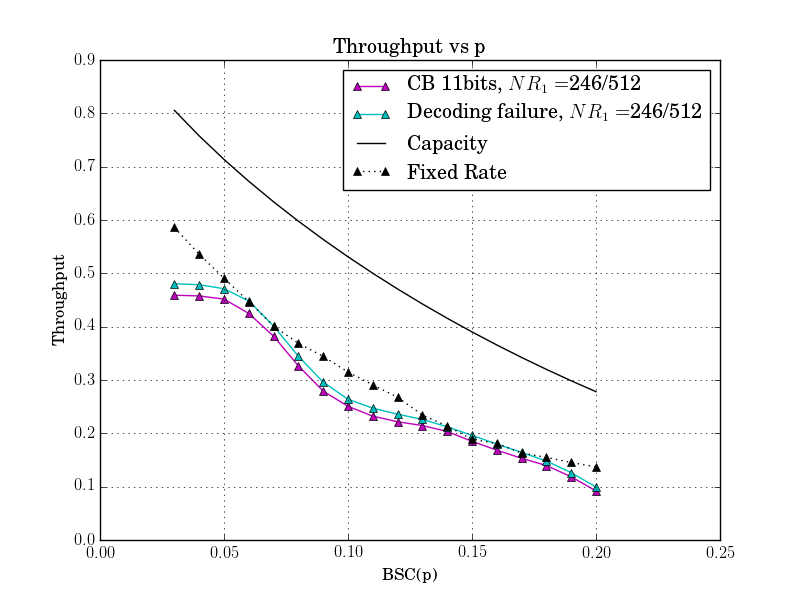 Throughput vs p
CB 11bits, NR₁ =246/512
Decoding failure, NR₁ =246/512
Capacity
Fixed Rate
Throughput
0.9
0.8
0.7
0.6
0.5
0.4
0.3
0.2
0.1
0.0
0.00 0.05 0.10 0.15 0.20 0.25
BSC(p)